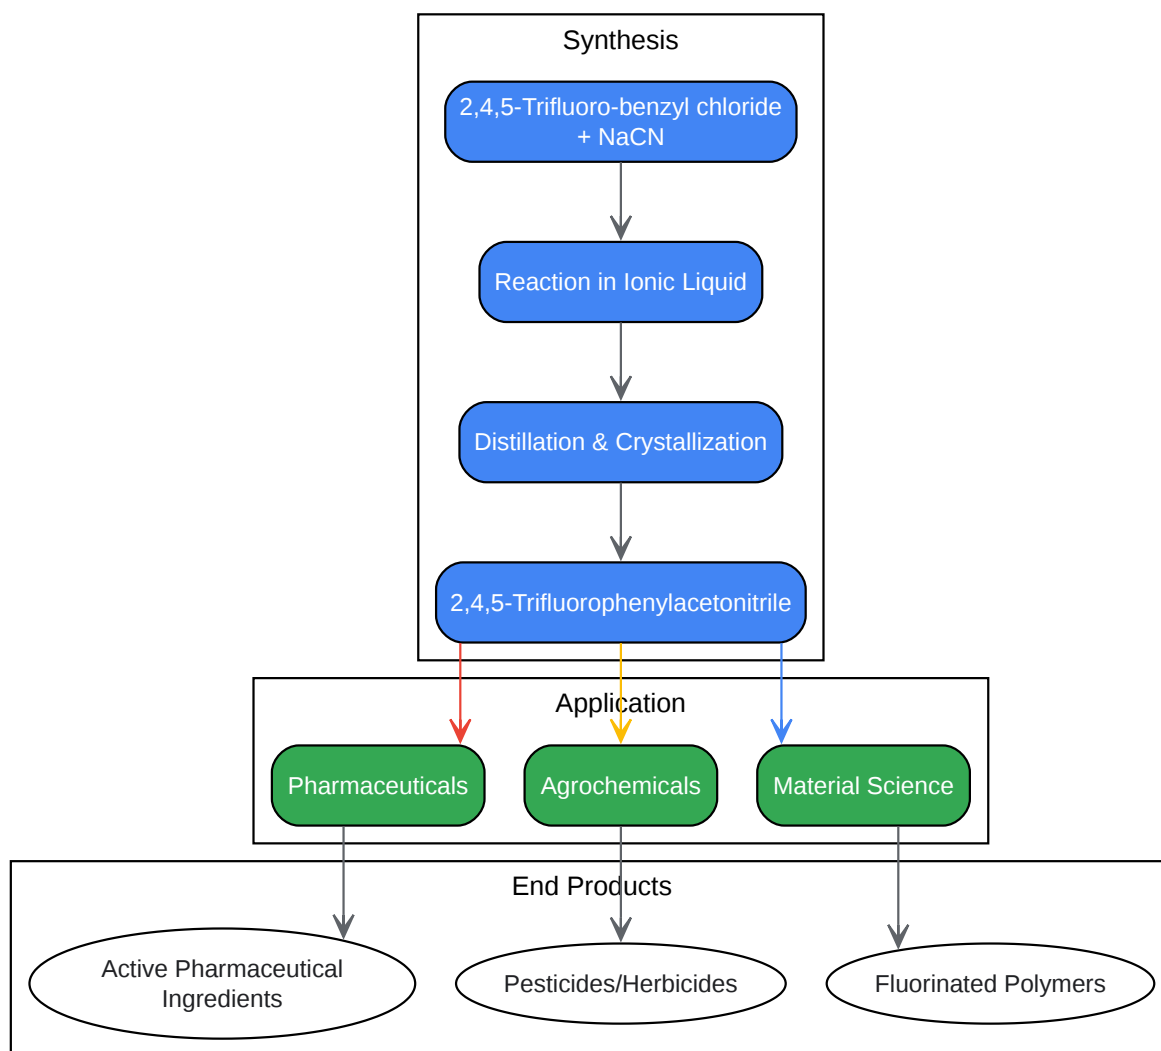 Synthesis
2,4,5-Trifluoro-benzyl chloride
+ NaCN
Reaction in Ionic Liquid
Distillation & Crystallization
2,4,5-Trifluorophenylacetonitrile
Application
Pharmaceuticals
Agrochemicals
Material Science
End Products
Active Pharmaceutical
Ingredients
Pesticides/Herbicides
Fluorinated Polymers